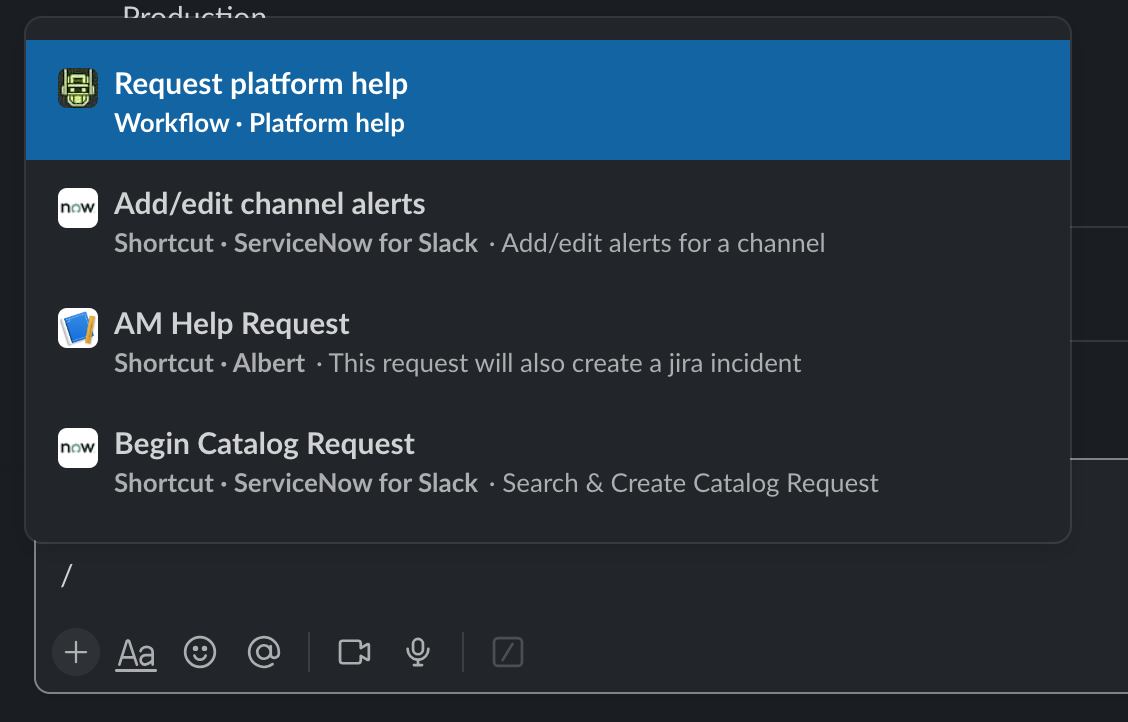 Production
Request platform help
Workflow · Platform help
now
Add/edit channel alerts
Shortcut · ServiceNow for Slack · Add/edit alerts for a channel
AM Help Request
Shortcut · Albert · This request will also create a jira incident
now
Begin Catalog Request
Shortcut · ServiceNow for Slack · Search & Create Catalog Request
/
Aa